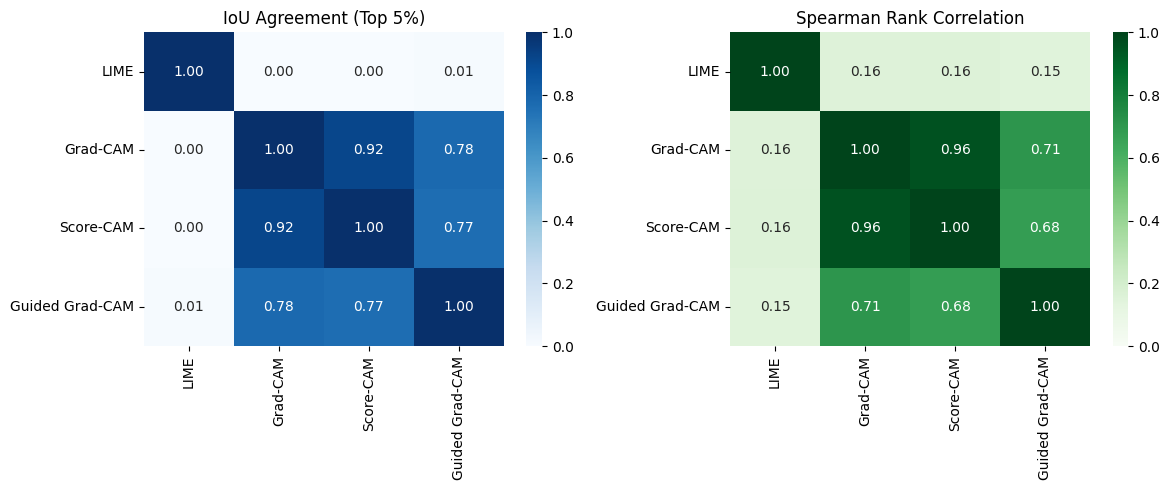 IoU Agreement (Top 5%)
LIME
Grad-CAM
Score-CAM
Guided Grad-CAM
1.00 0.00 0.00 0.01
0.00 1.00 0.92 0.78
0.00 0.92 1.00 0.77
0.01 0.78 0.77 1.00
LIME
Grad-CAM
Score-CAM
Guided Grad-CAM
1.0
0.8
0.6
0.4
0.2
0.0
Spearman Rank Correlation
LIME
Grad-CAM
Score-CAM
Guided Grad-CAM
1.00 0.16 0.16 0.15
0.16 1.00 0.96 0.71
0.16 0.96 1.00 0.68
0.15 0.71 0.68 1.00
LIME
Grad-CAM
Score-CAM
Guided Grad-CAM
1.0
0.8
0.6
0.4
0.2
0.0